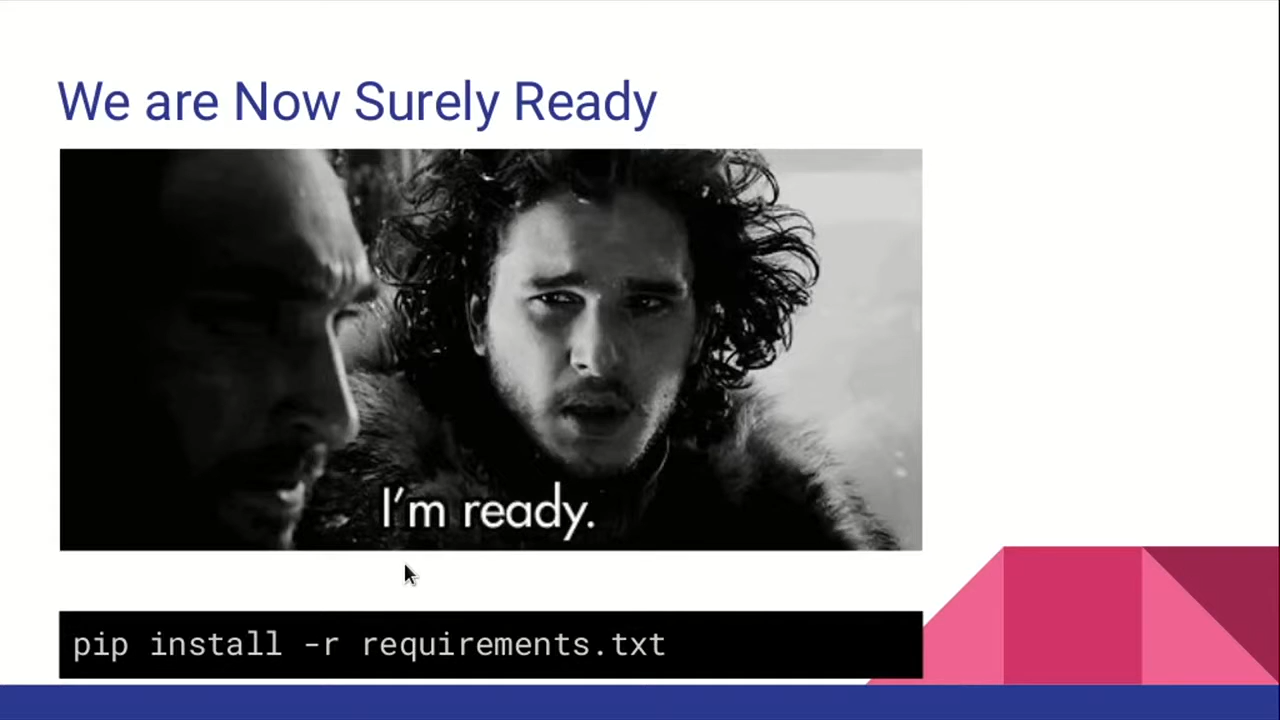 We are Now Surely Ready
I'm ready.
pip install -r requirements.txt